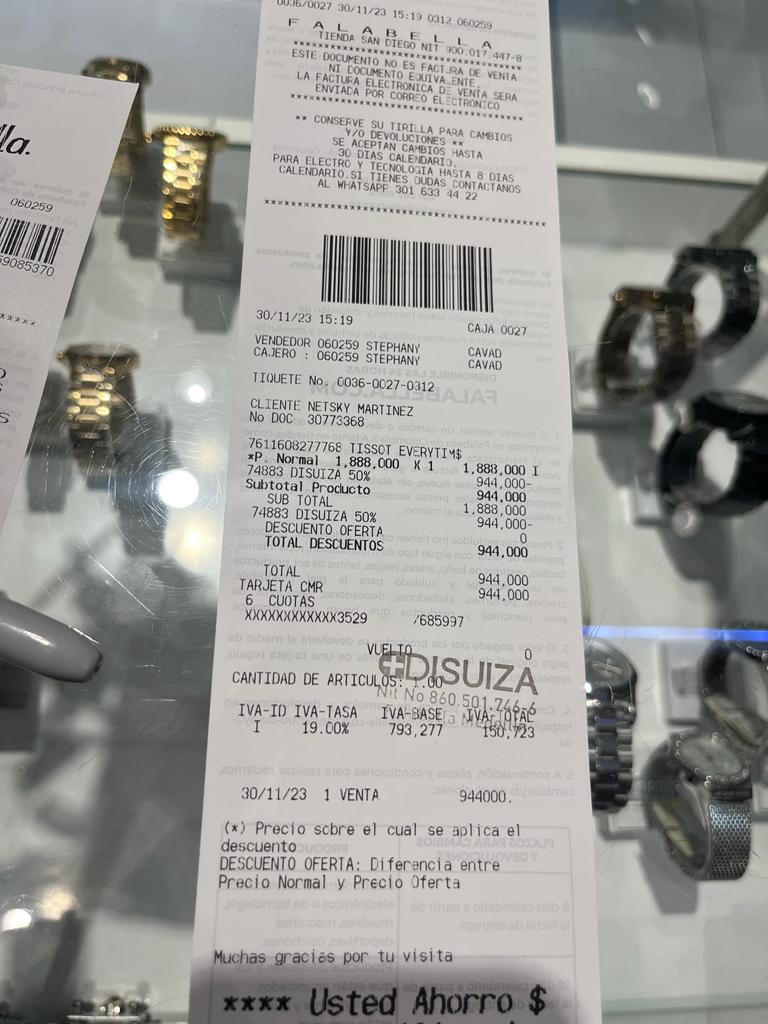 0036/0027 30/11/23 15:19 0312 060259
FALABELLA
TIENDA SAN DIEGO NIT 900.017.447-8
ESTE DOCUMENTO NO ES FACTURA DE VENTA
NI DOCUMENTO EQUIVALENTE,
LA FACTURA ELECTRONICA DE VENTA SERA
ENVIADA POR CORREO ELECTRONICO
** CONSERVE SU TIRILLA PARA CAMBIOS
Y/O DEVOLUCIONES **
SE ACEPTAN CAMBIOS HASTA
30 DIAS CALENDARIO.
PARA ELECTRO Y TECNOLOGIA HASTA 8 DIAS
CALENDARIO.SI TIENES DUDAS CONTACTANOS
AL WHATSAPP 301 633 44 22
30/11/23 15:19 CAJA 0027
VENDEDOR 060259 STEPHANY CAVAD
CAJERO : 060259 STEPHANY CAVAD
TIQUETE No. 0036-0027-0312
CLIENTE NETSKY MARTINEZ
No DOC 30773368
7611608277768 TISSOT EVERYTIM$
*P. Normal 1,888,000 X 1 1,888,000 I
74883 DISUIZA 50% 944,000-
Subtotal Producto 944,000
SUB TOTAL 1,888,000
74883 DISUIZA 50% 944,000-
DESCUENTO OFERTA 0
TOTAL DESCUENTOS 944,000
TOTAL 944,000
TARJETA CMR 944,000
6 CUOTAS
XXXXXXXXXXXX3529 /685997
VUELTO 0
DISUIZA
CANTIDAD DE ARTICULOS: 1.00
Nit No 860.501.746-6
IVA-ID IVA-TASA IVA-BASE IVA-TOTAL
I 19.00% 793,277 150,723
30/11/23 1 VENTA 944000.
(*) Precio sobre el cual se aplica el
descuento
DESCUENTO OFERTA: Diferencia entre
Precio Normal y Precio Oferta
Muchas gracias por tu visita
**** Usted Ahorro $
la.
060259
59085370